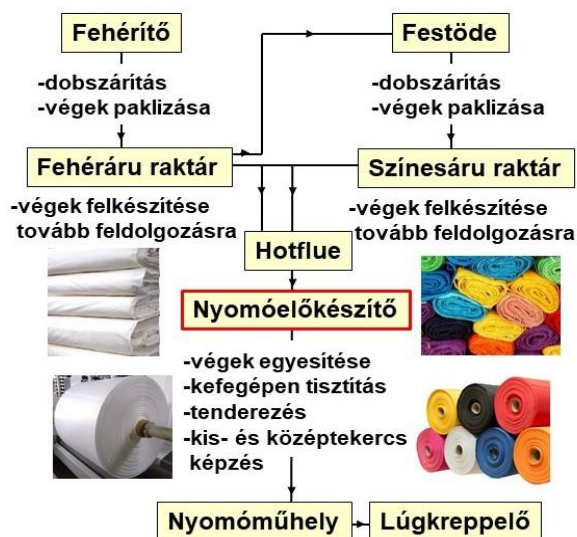 Fehérítő
Festöde
-dobszárítás
-végek paklizása
-dobszárítás
-végek paklizása
Fehéráru raktár
Színesáru raktár
-végek felkészítése
tovább feldolgozásra
-végek felkészítése
tovább feldolgozásra
Hotflue
Nyomóelőkészítő
-végek egyesítése
-kefegépen tisztítás
-tenderezés
-kis- és középtekercs
képzés
Nyomóműhely
Lúgkreppelő